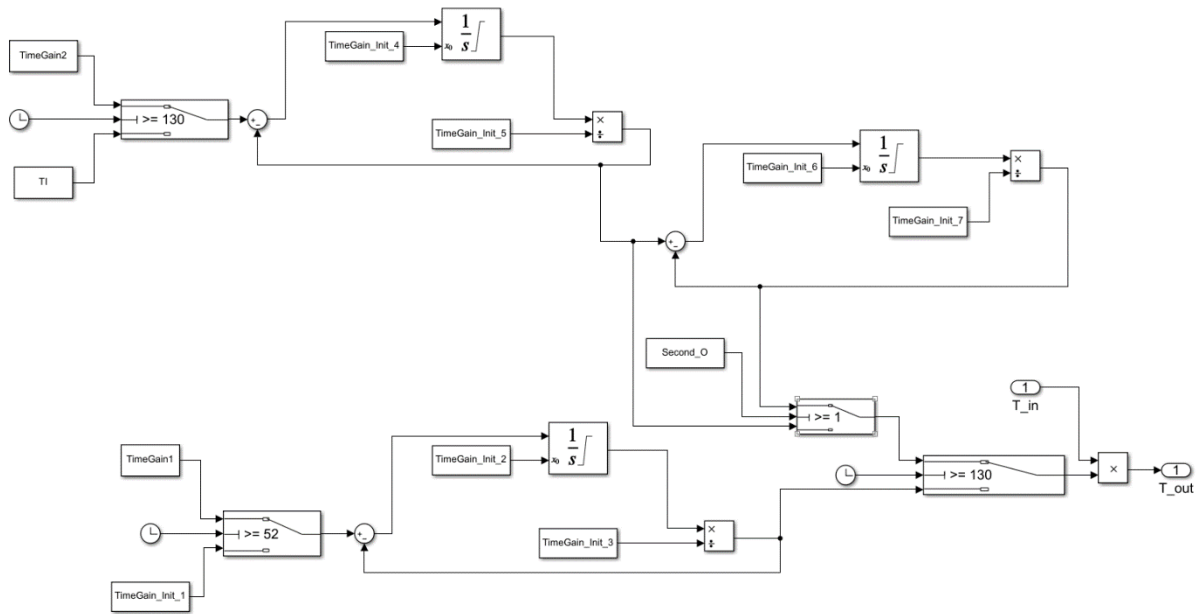 TimeGain2
>= 130
TI
TimeGain_Init_4
x₀
1
s
TimeGain_Init_5
×
÷
+
−
TimeGain_Init_6
x₀
1
s
TimeGain_Init_7
×
÷
+
−
Second_O
>= 1
1
T_in
>= 130
×
1
T_out
TimeGain1
>= 52
TimeGain_Init_1
+
−
TimeGain_Init_2
x₀
1
s
TimeGain_Init_3
×
÷